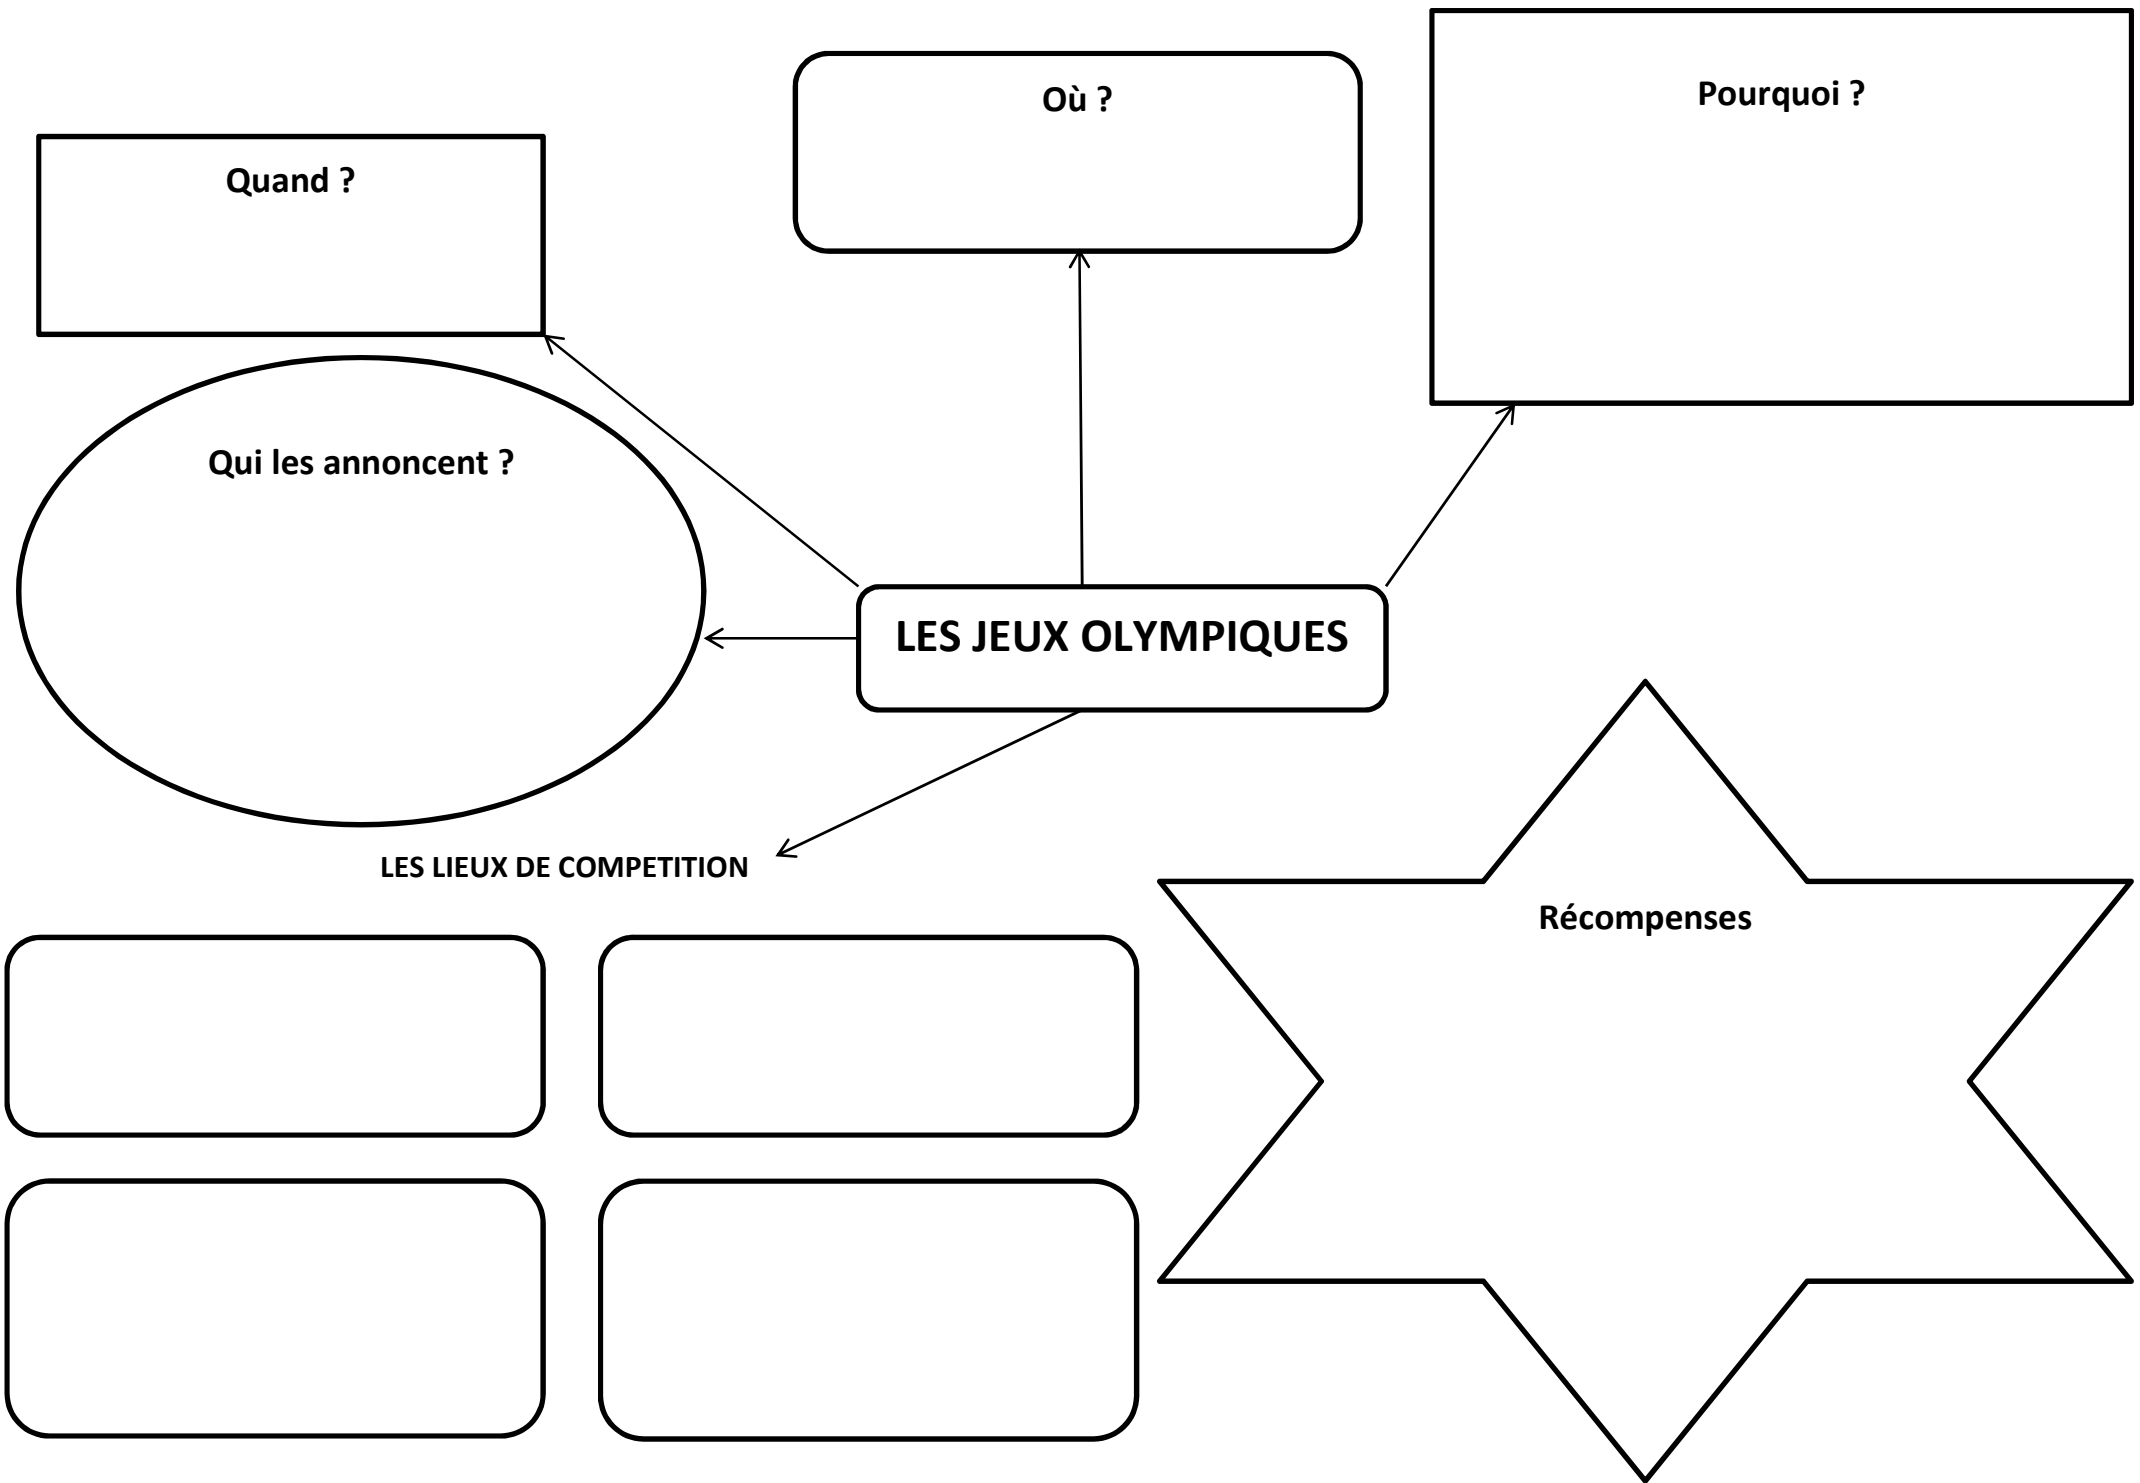 Où ?
Pourquoi ?
Quand ?
Qui les annoncent ?
LES JEUX OLYMPIQUES
LES LIEUX DE COMPETITION
Récompenses